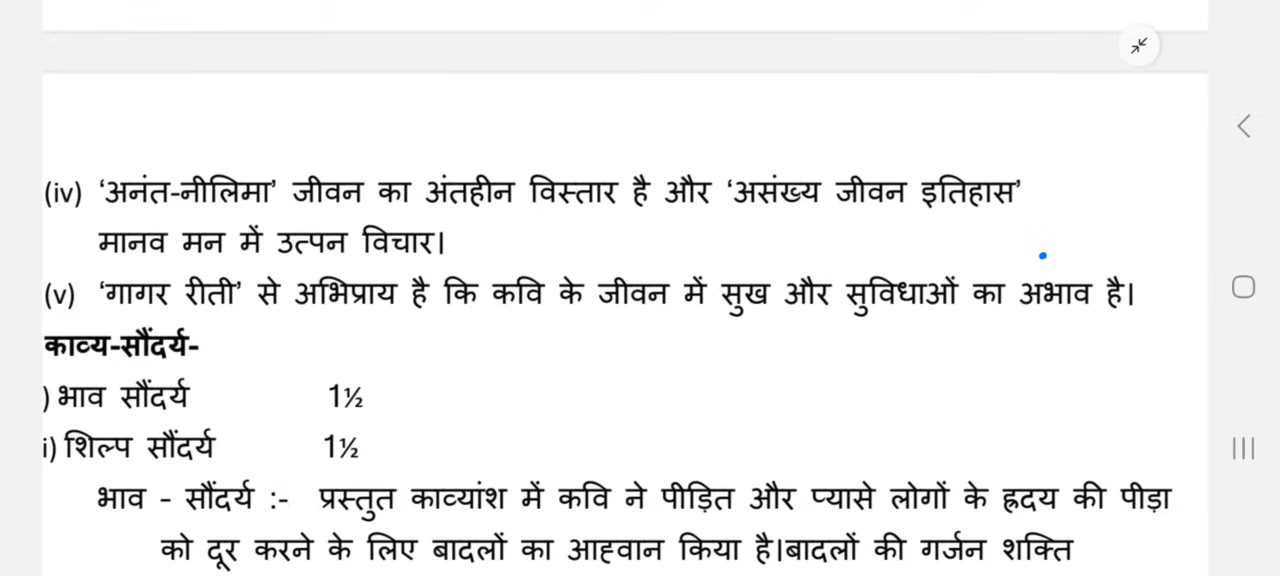 (iv) ‘अनंत-नीलिमा’ जीवन का अंतहीन विस्तार है और ‘असंख्य जीवन इतिहास’
मानव मन में उत्पन विचार।
(v) ‘गागर रीती’ से अभिप्राय है कि कवि के जीवन में सुख और सुविधाओं का अभाव है।
काव्य-सौंदर्य-
) भाव सौंदर्य 1½
i) शिल्प सौंदर्य 1½
भाव - सौंदर्य :- प्रस्तुत काव्यांश में कवि ने पीड़ित और प्यासे लोगों के ह्रदय की पीड़ा
को दूर करने के लिए बादलों का आह्वान किया है।बादलों की गर्जन शक्ति